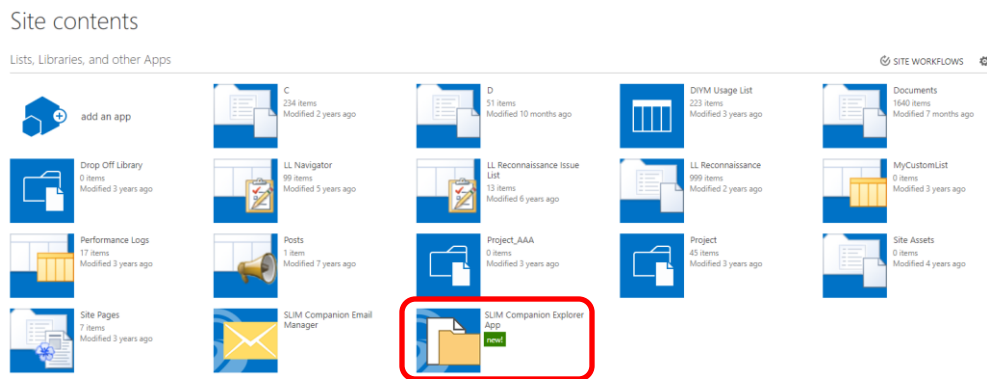 Site contents
Lists, Libraries, and other Apps
SITE WORKFLOWS
add an app
C
234 items
Modified 2 years ago
D
51 items
Modified 10 months ago
DIYM Usage List
223 items
Modified 3 years ago
Documents
1640 items
Modified 7 months ago
Drop Off Library
0 items
Modified 3 years ago
LL Navigator
99 items
Modified 5 years ago
LL Reconnaissance Issue
List
13 items
Modified 6 years ago
LL Reconnaissance
999 items
Modified 2 years ago
MyCustomList
0 items
Modified 3 years ago
Performance Logs
17 items
Modified 3 years ago
Posts
1 item
Modified 7 years ago
Project_AAA
0 items
Modified 3 years ago
Project
45 items
Modified 3 years ago
Site Assets
0 items
Modified 4 years ago
Site Pages
7 items
Modified 3 years ago
SLIM Companion Email
Manager
SLIM Companion Explorer
App
new!